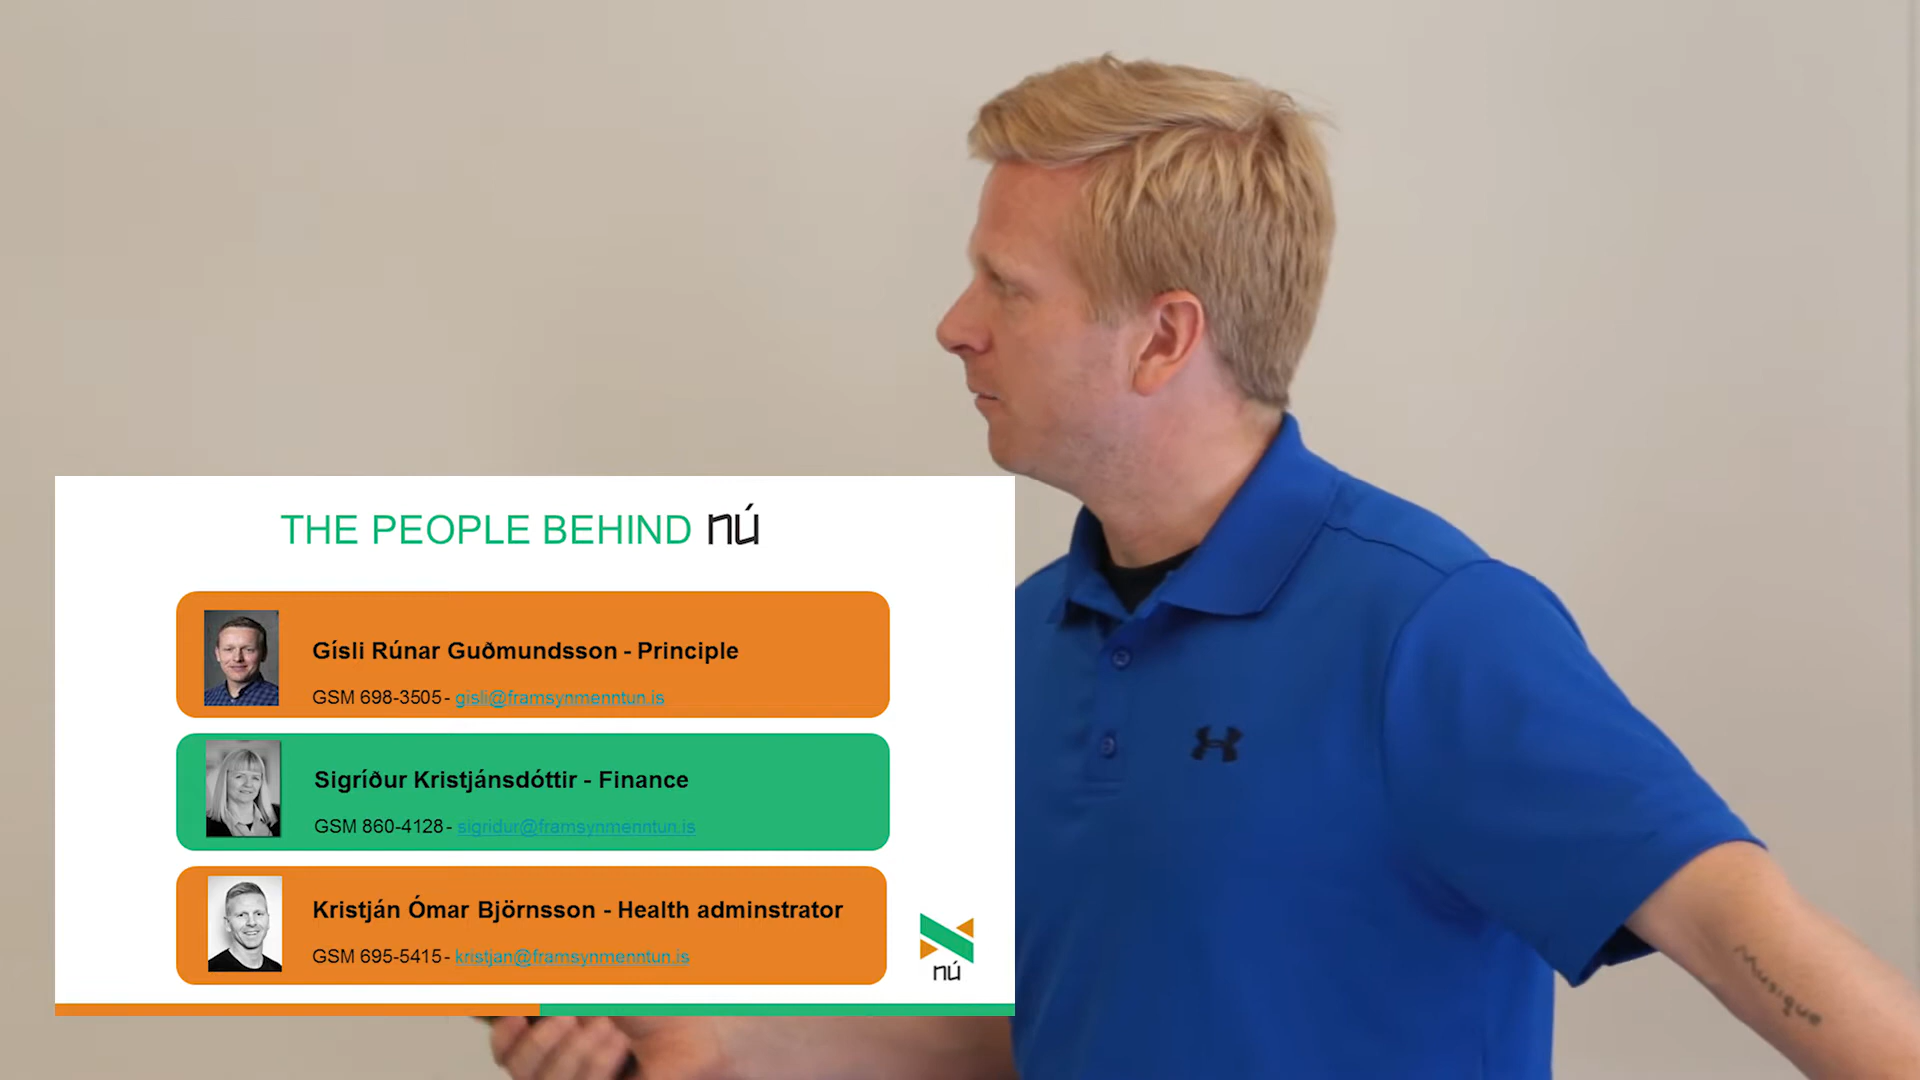 THE PEOPLE BEHIND nú
Gísli Rúnar Guðmundsson - Principle
GSM 698-3505 - gisli@framsynmenntun.is
Sigríður Kristjánsdóttir - Finance
GSM 860-4128 - sigridur@framsynmenntun.is
Kristján Ómar Björnsson - Health adminstrator
GSM 695-5415 - kristjan@framsynmenntun.is
nú
Musique